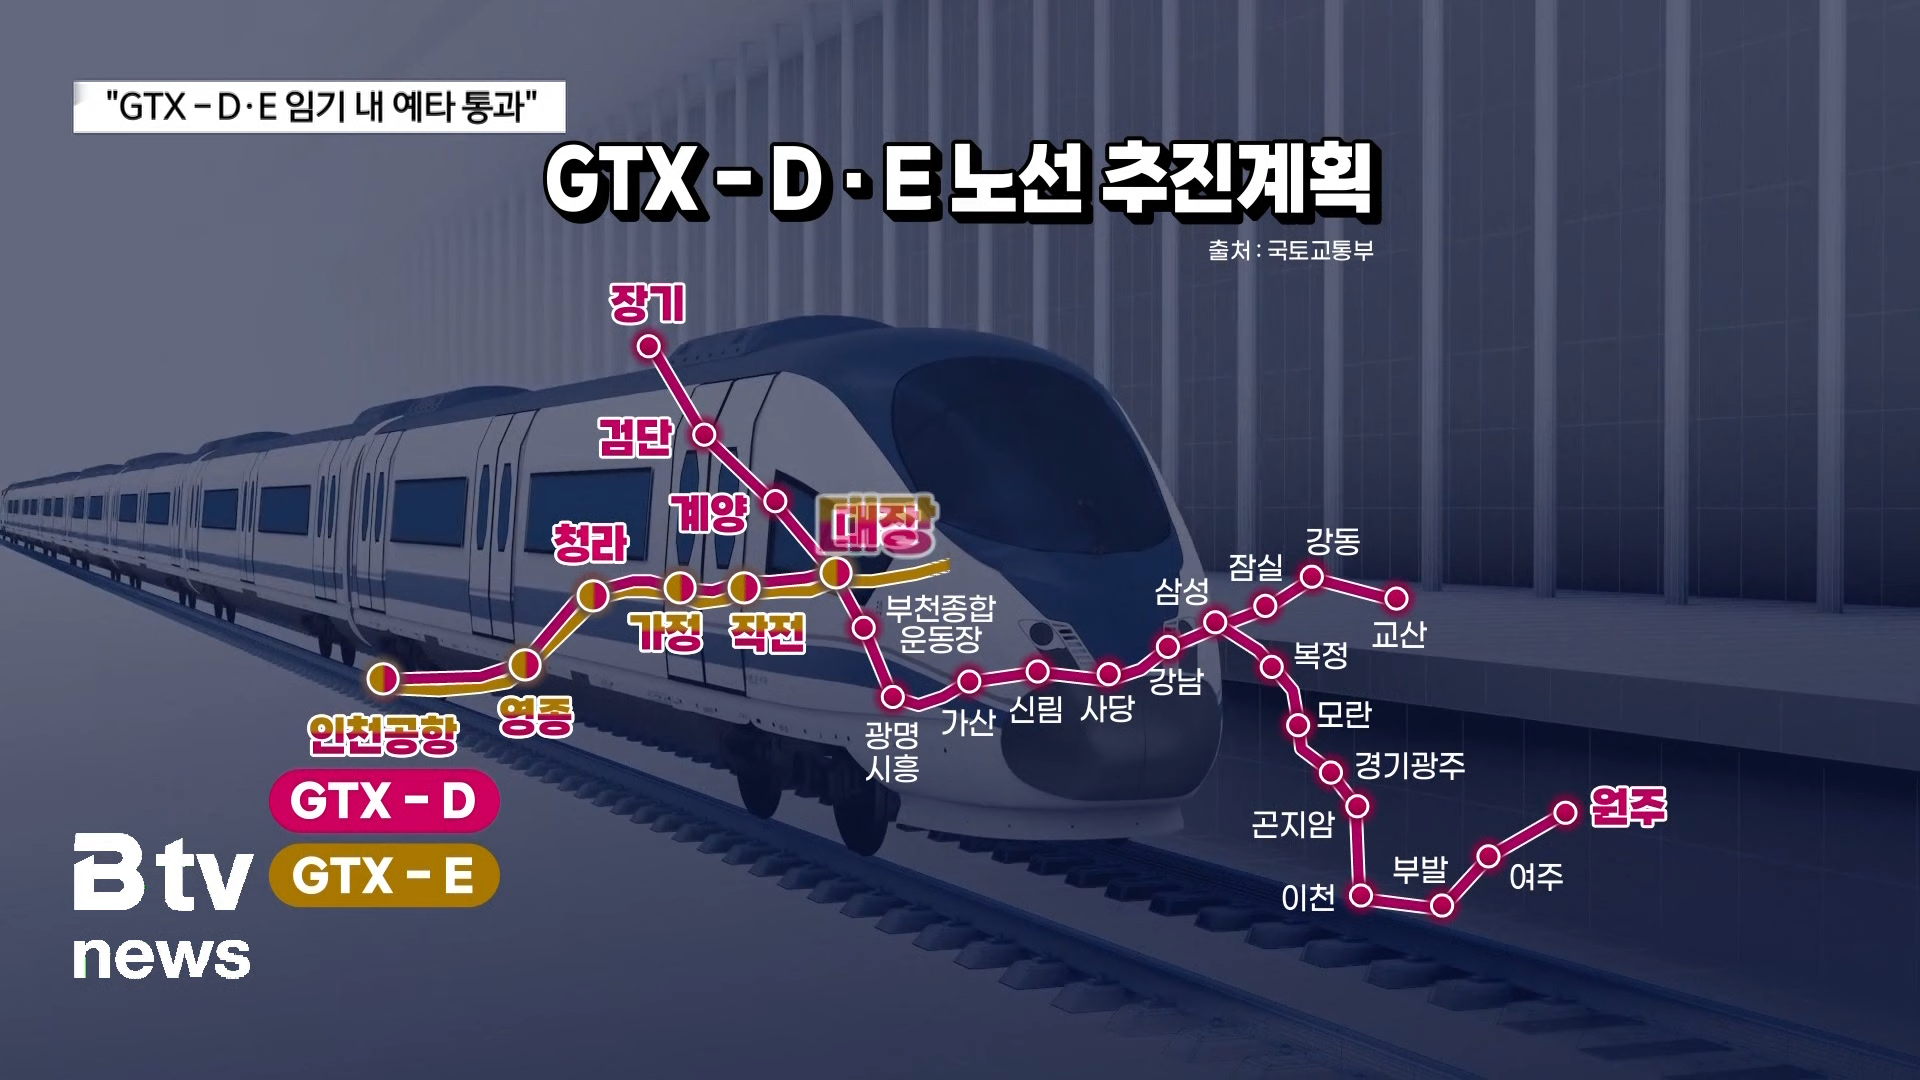 "GTX - D·E 임기 내 예타 통과"
GTX - D · E 노선 추진계획
출처 : 국토교통부
장기
검단
계양
대장
청라
가정
작전
인천공항
영종
부천종합
운동장
광명
시흥
가산
신림
사당
강남
삼성
잠실
강동
교산
복정
모란
경기광주
곤지암
이천
부발
여주
원주
GTX - D
GTX - E
B tv
news